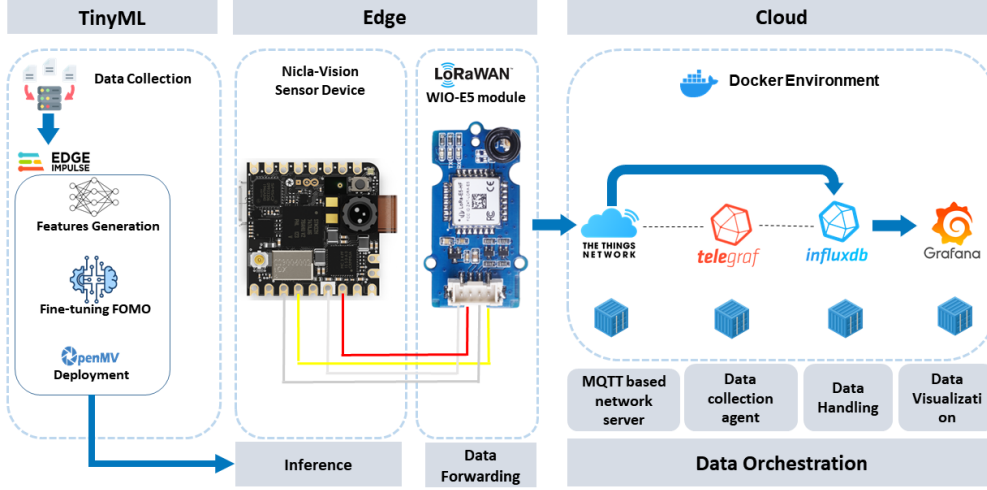 TinyML
Edge
Cloud
Data Collection
EDGE
IMPULSE
Features Generation
Fine-tuning FOMO
OpenMV
Deployment
Nicla-Vision
Sensor Device
LoRaWAN™
WIO-E5 module
Docker Environment
THE THINGS
NETWORK
telegraf
influxdb
Grafana
MQTT based
network
server
Data
collection
agent
Data
Handling
Data
Visualizati
on
Inference
Data
Forwarding
Data Orchestration